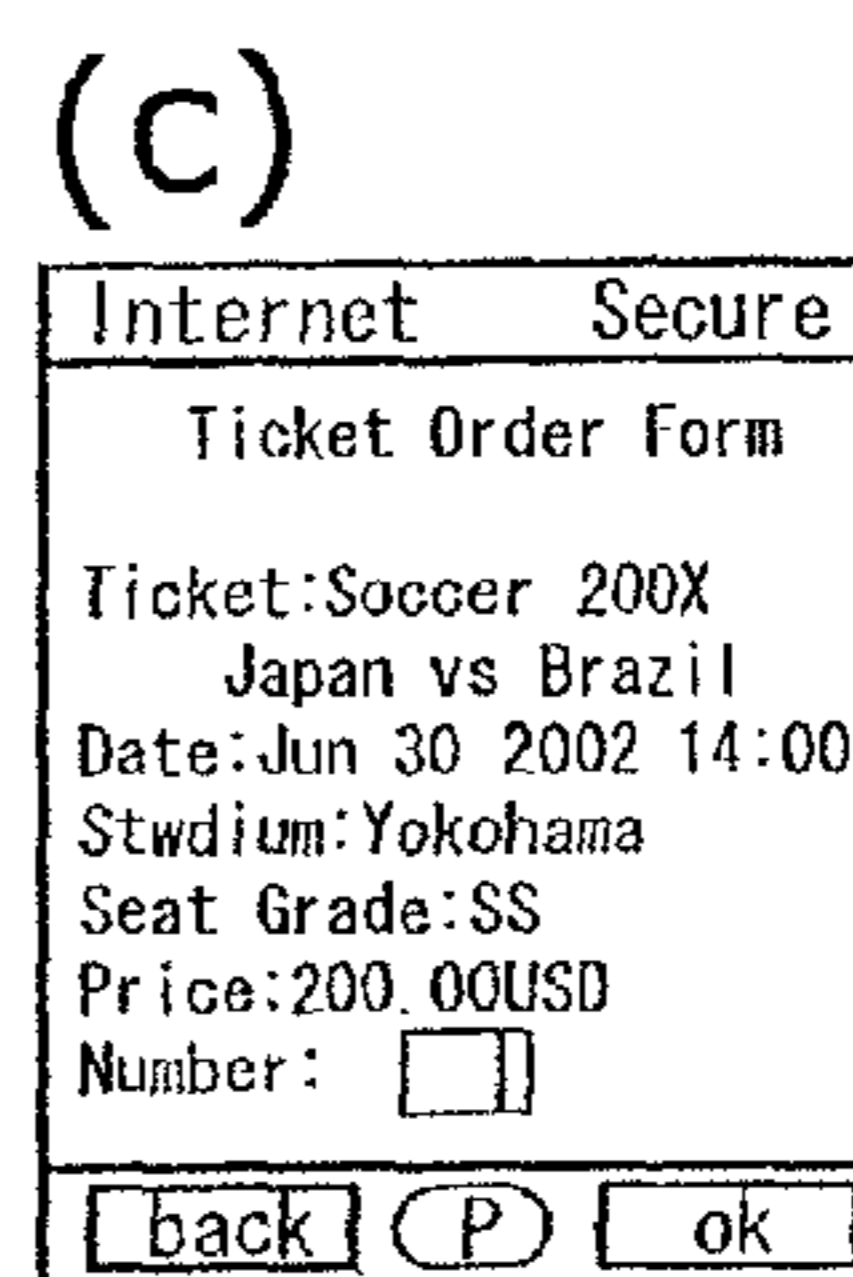 (c)
Internet Secure
Ticket Order Form
Ticket:Soccer 200X
Japan vs Brazil
Date:Jun 30 2002 14:00
Stwdium:Yokohama
Seat Grade:SS
Price:200.00USD
Number:
back P ok